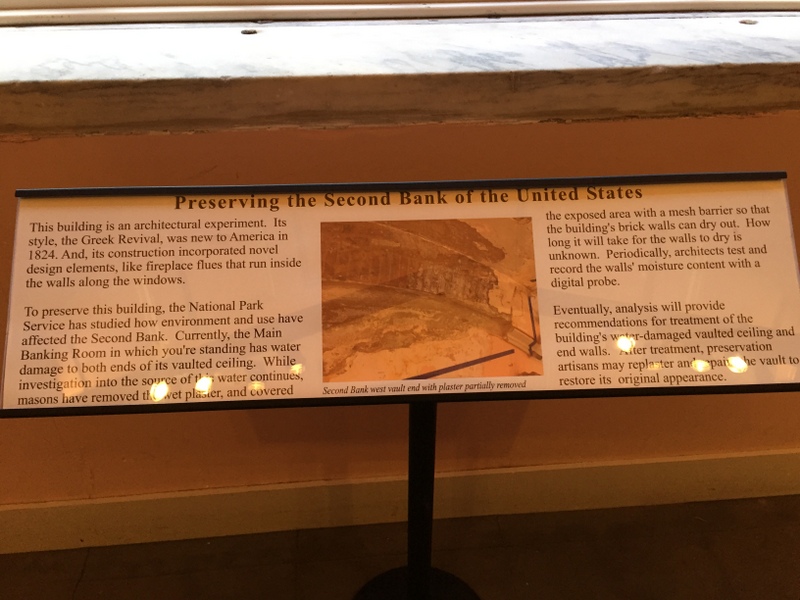 Preserving the Second Bank of the United States
This building is an architectural experiment. Its
style, the Greek Revival, was new to America in
1824. And, its construction incorporated novel
design elements, like fireplace flues that run inside
the walls along the windows.
To preserve this building, the National Park
Service has studied how environment and use have
affected the Second Bank. Currently, the Main
Banking Room in which you're standing has water
damage to both ends of its vaulted ceiling. While
investigation into the source of this water continues,
masons have removed the wet plaster, and covered
Second Bank west vault end with plaster partially removed
the exposed area with a mesh barrier so that
the building's brick walls can dry out. How
long it will take for the walls to dry is
unknown. Periodically, architects test and
record the walls' moisture content with a
digital probe.
Eventually, analysis will provide
recommendations for treatment of the
building's water-damaged vaulted ceiling and
end walls. After treatment, preservation
artisans may replaster and repaint the vault to
restore its original appearance.